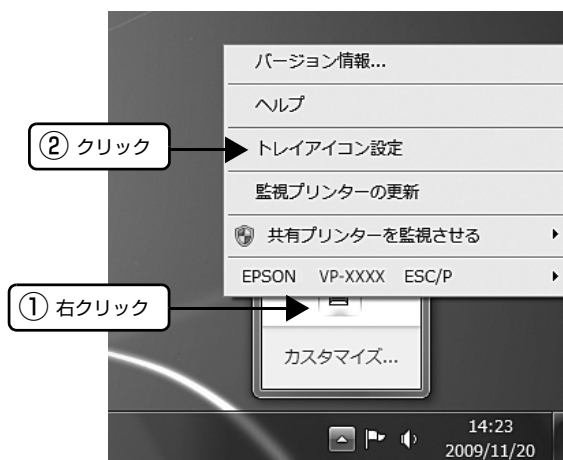 バージョン情報...
ヘルプ
② クリック
トレイアイコン設定
監視プリンターの更新
共有プリンターを監視させる
EPSON VP-XXXX ESC/P
① 右クリック
カスタマイズ...
14:23
2009/11/20